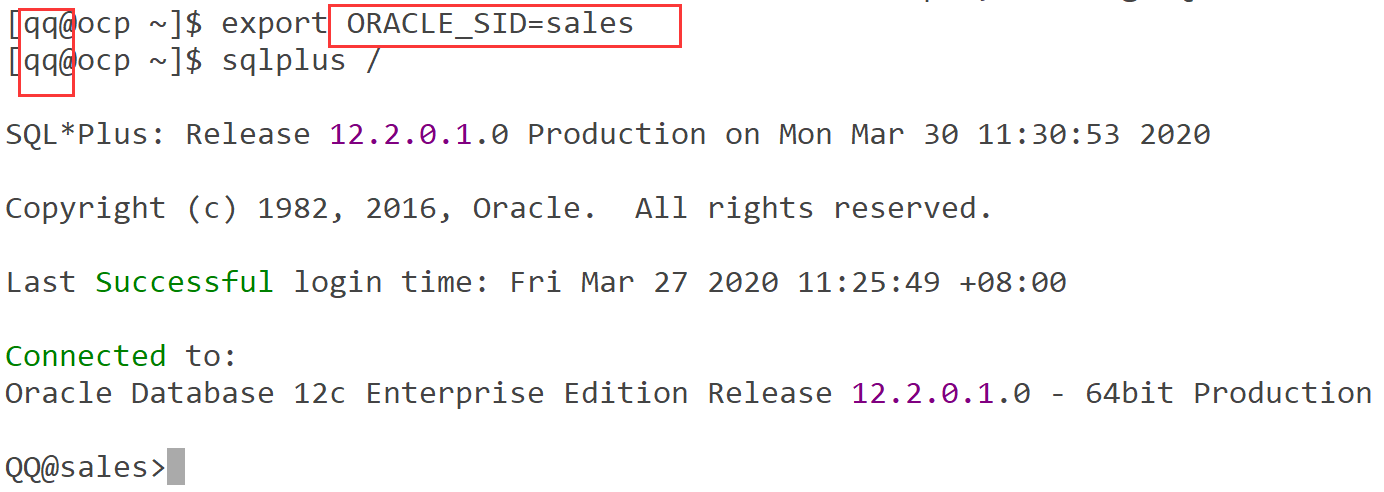 [qq@ocp ~]$ export ORACLE_SID=sales
[qq@ocp ~]$ sqlplus /
SQL*Plus: Release 12.2.0.1.0 Production on Mon Mar 30 11:30:53 2020
Copyright (c) 1982, 2016, Oracle.  All rights reserved.
Last Successful login time: Fri Mar 27 2020 11:25:49 +08:00
Connected to:
Oracle Database 12c Enterprise Edition Release 12.2.0.1.0 - 64bit Production
QQ@sales>